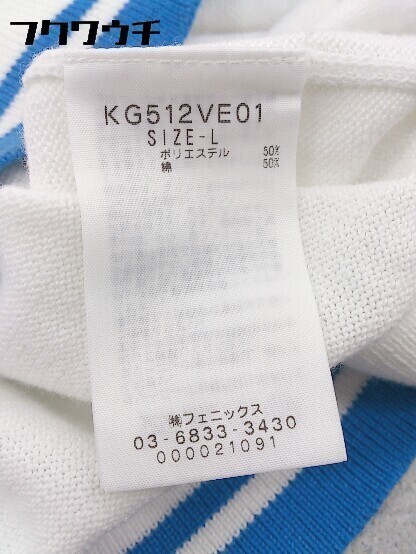 フクワウチ
KG512VE01
SIZE-L
ポリエステル 50%
綿 50%
㈱フェニックス
03-6833-3430
000021091